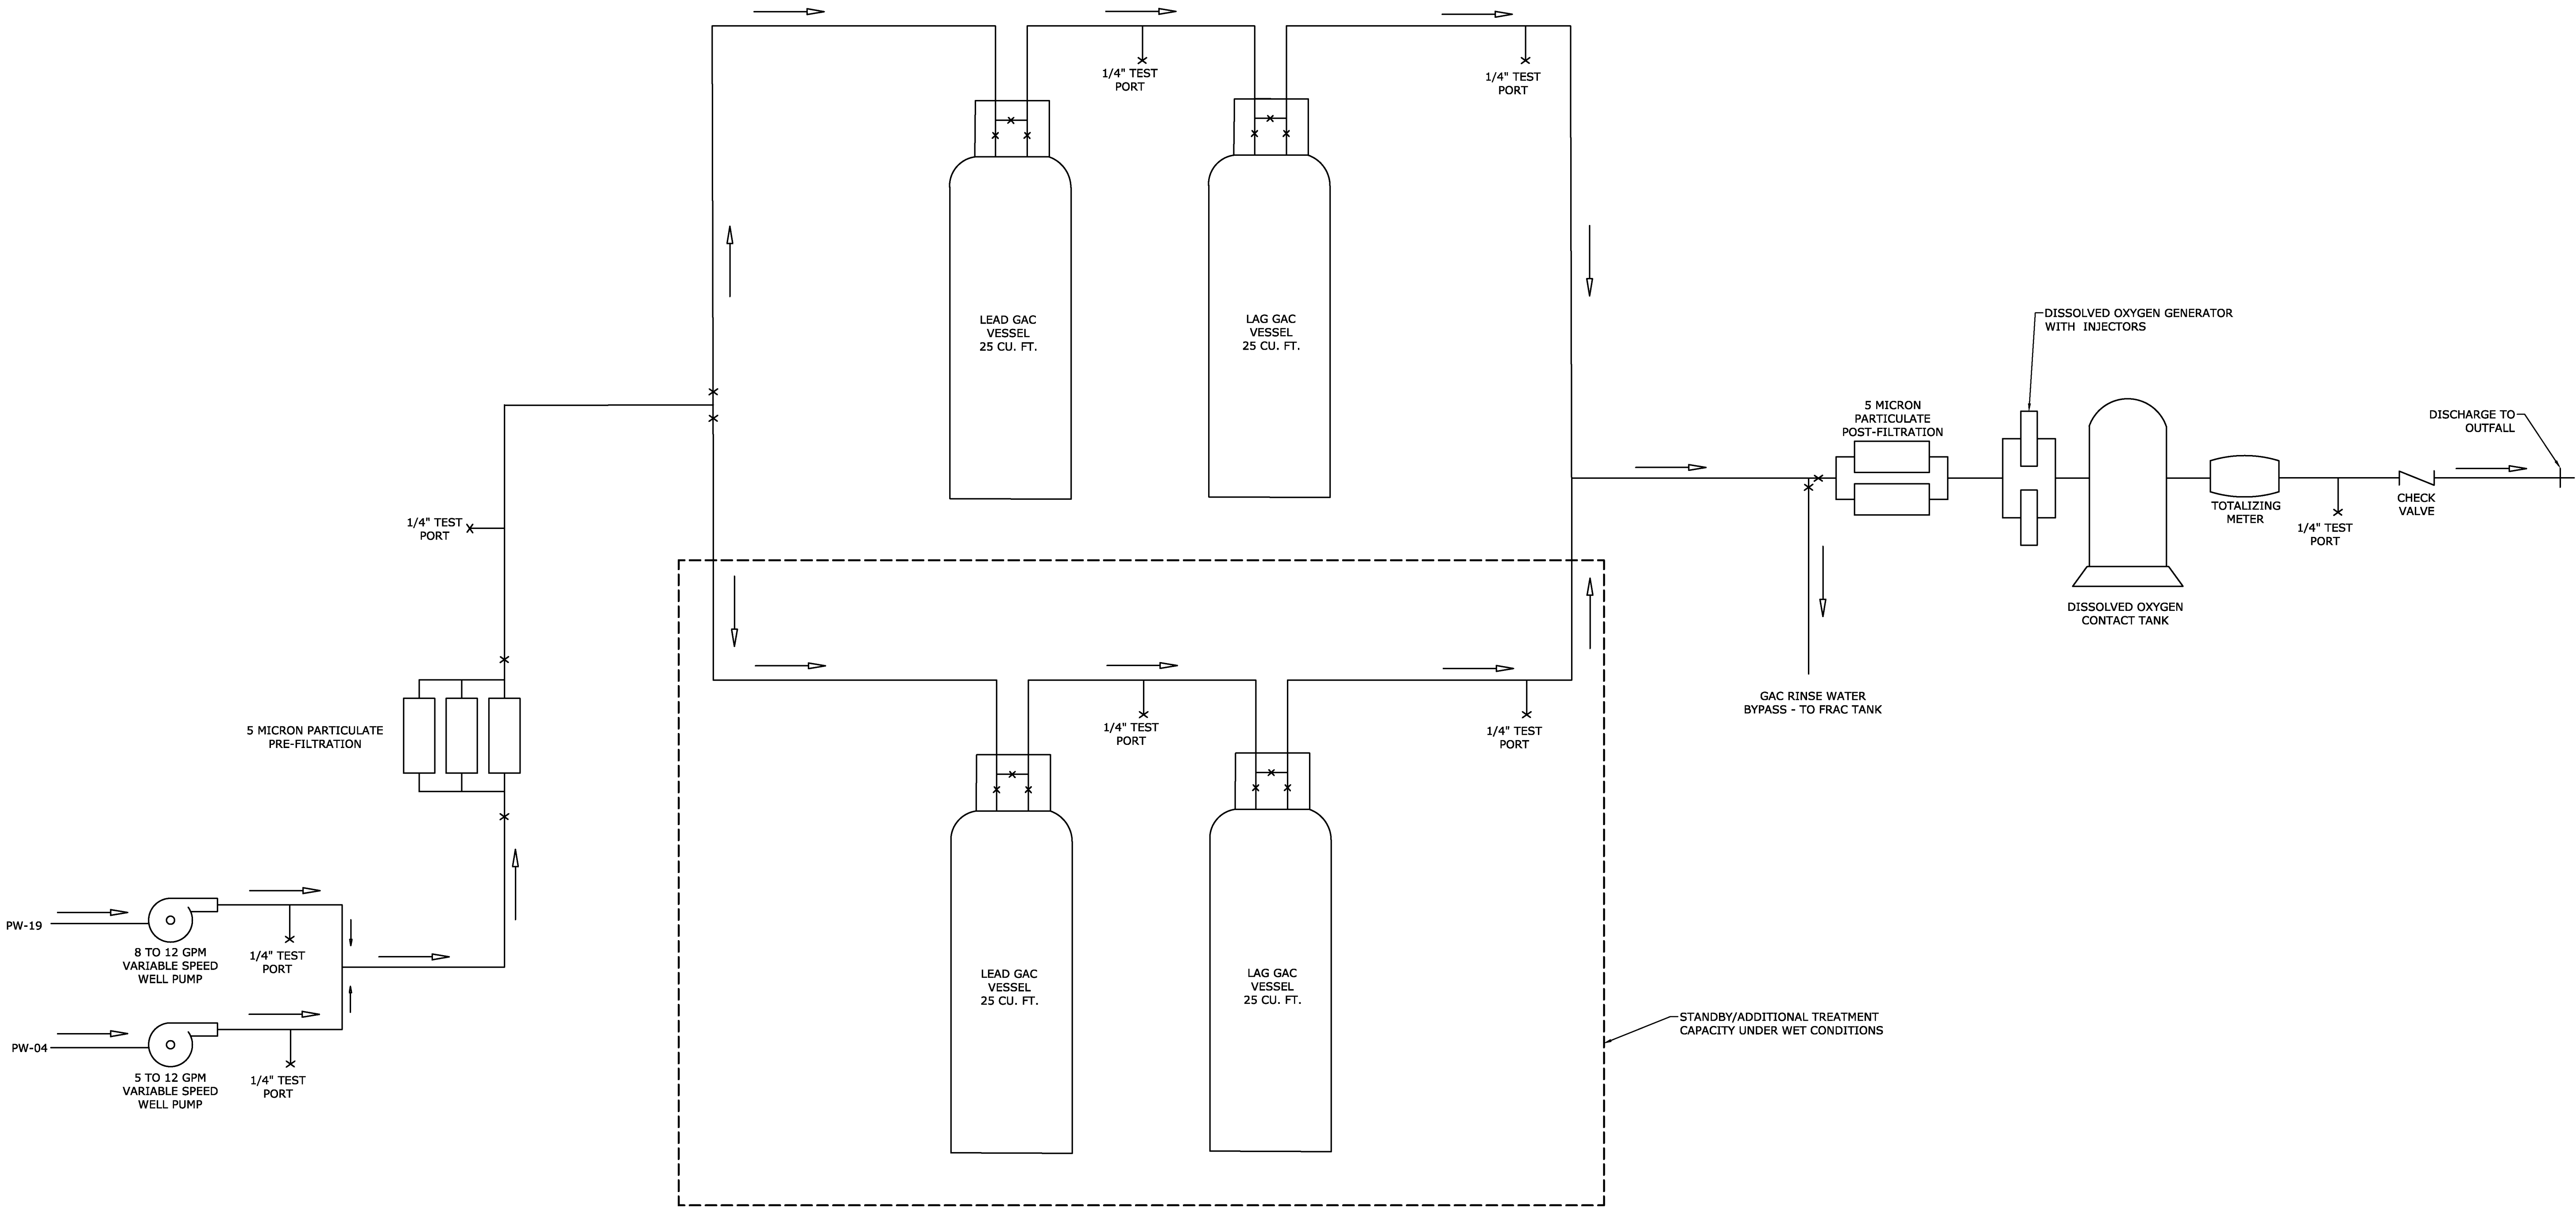 1/4" TEST
PORT
1/4" TEST
PORT
LEAD GAC
VESSEL
25 CU. FT.
LAG GAC
VESSEL
25 CU. FT.
DISSOLVED OXYGEN GENERATOR
WITH INJECTORS
5 MICRON
PARTICULATE
POST-FILTRATION
DISCHARGE TO
OUTFALL
TOTALIZING
METER
1/4" TEST
PORT
CHECK
VALVE
1/4" TEST
PORT
DISSOLVED OXYGEN
CONTACT TANK
GAC RINSE WATER
BYPASS - TO FRAC TANK
5 MICRON PARTICULATE
PRE-FILTRATION
1/4" TEST
PORT
1/4" TEST
PORT
PW-19
8 TO 12 GPM
VARIABLE SPEED
WELL PUMP
1/4" TEST
PORT
LEAD GAC
VESSEL
25 CU. FT.
LAG GAC
VESSEL
25 CU. FT.
STANDBY/ADDITIONAL TREATMENT
CAPACITY UNDER WET CONDITIONS
PW-04
5 TO 12 GPM
VARIABLE SPEED
WELL PUMP
1/4" TEST
PORT